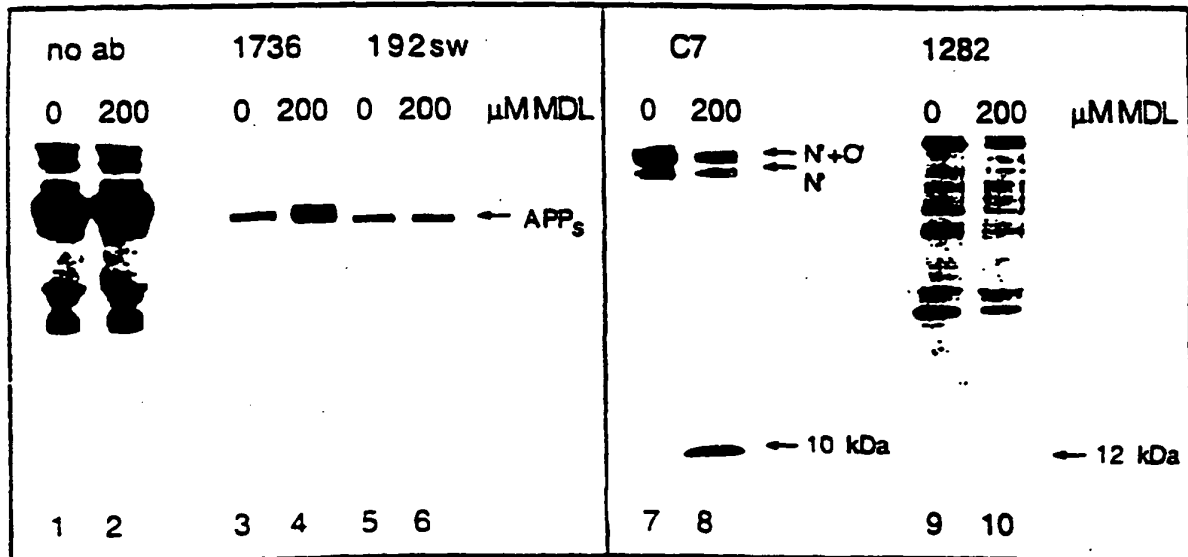 no ab 1736 192sw
0 200 0 200 0 200 µM MDL
APPs
1 2 3 4 5 6
C7 1282
0 200 0 200 µM MDL
N'+O'
N'
10 kDa
12 kDa
7 8 9 10